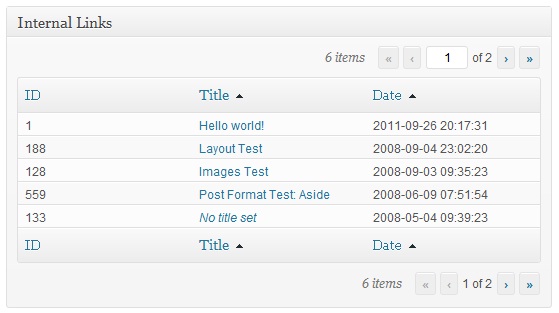 Internal Links
6 items « ‹ 1 of 2 › »
ID Title Date
1 Hello world! 2011-09-26 20:17:31
188 Layout Test 2008-09-04 23:02:20
128 Images Test 2008-09-03 09:35:23
559 Post Format Test: Aside 2008-06-09 07:51:54
133 No title set 2008-05-04 09:39:23
ID Title Date
6 items « ‹ 1 of 2 › »